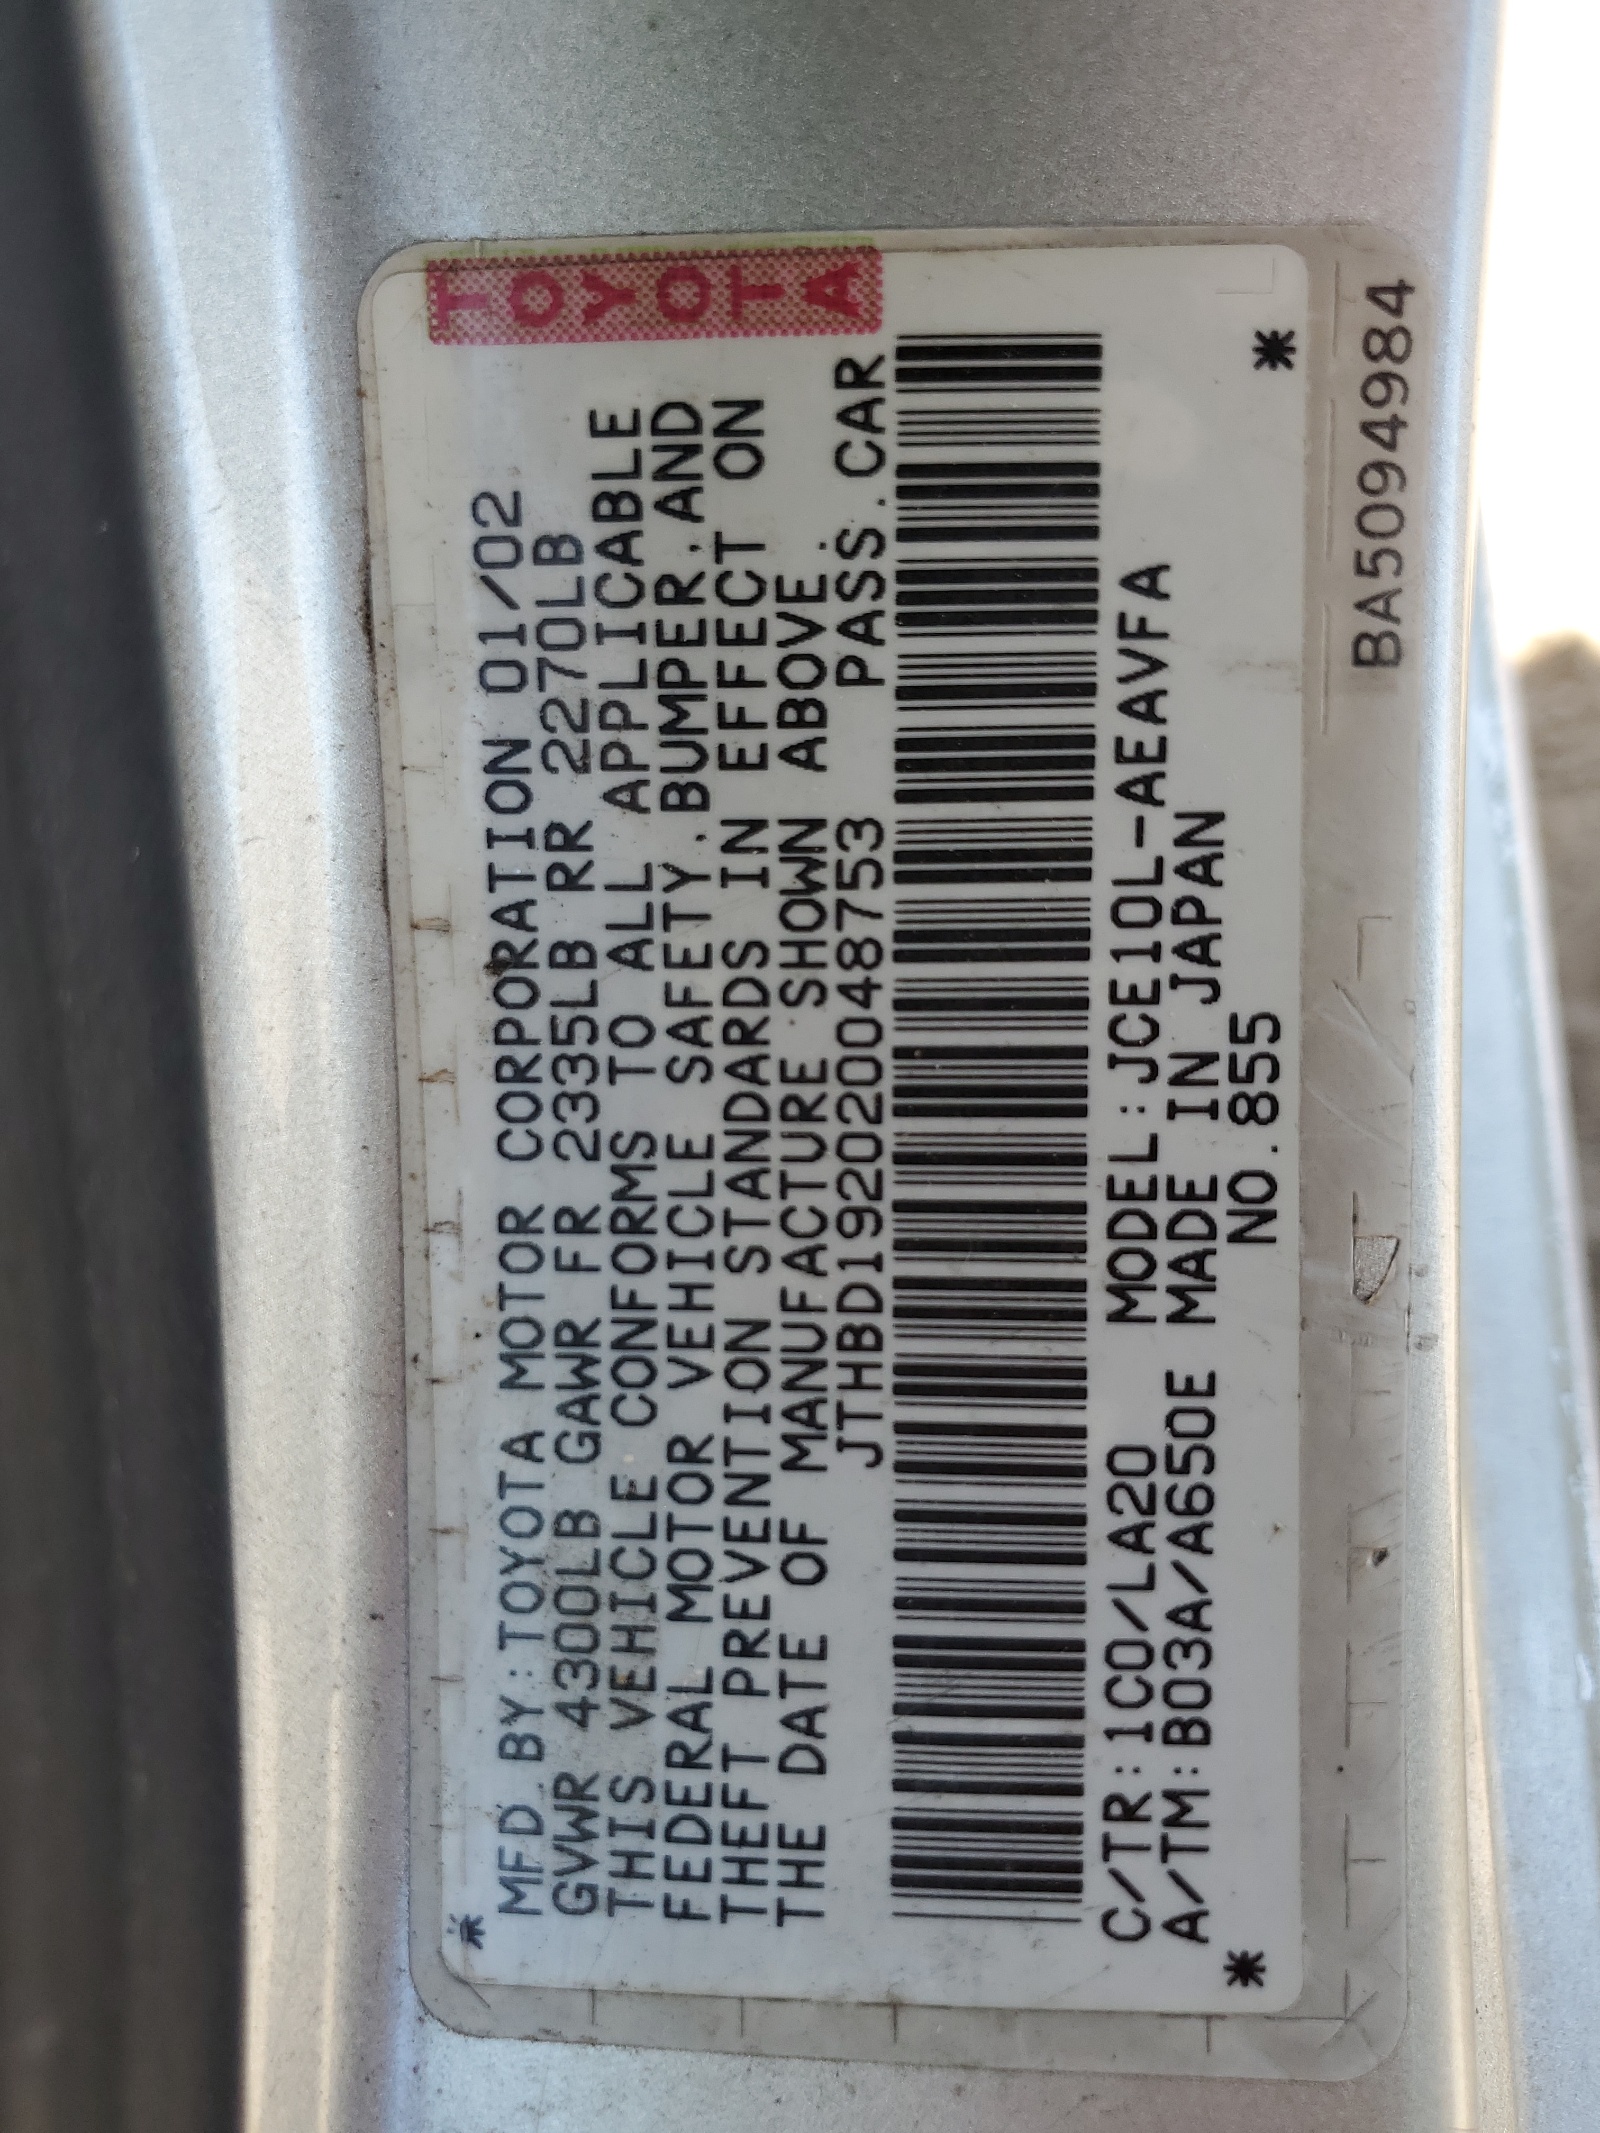 TOYOTA
MFD.BY:TOYOTA MOTOR CORPORATION 01/02
GVWR 4300LB GAWR FR 2335LB RR 2270LB
THIS VEHICLE CONFORMS TO ALL APPLICABLE
FEDERAL MOTOR VEHICLE SAFETY.BUMPER.AND
THEFT PREVENTION STANDARDS IN EFFECT ON
THE DATE OF MANUFACTURE SHOWN ABOVE.
JTHBD192020048753 PASS.CAR
C/TR:1C0/LA20 MODEL:JCE10L-AEAVFA
A/TM:B03A/A650E MADE IN JAPAN
NO.855
BA5094984